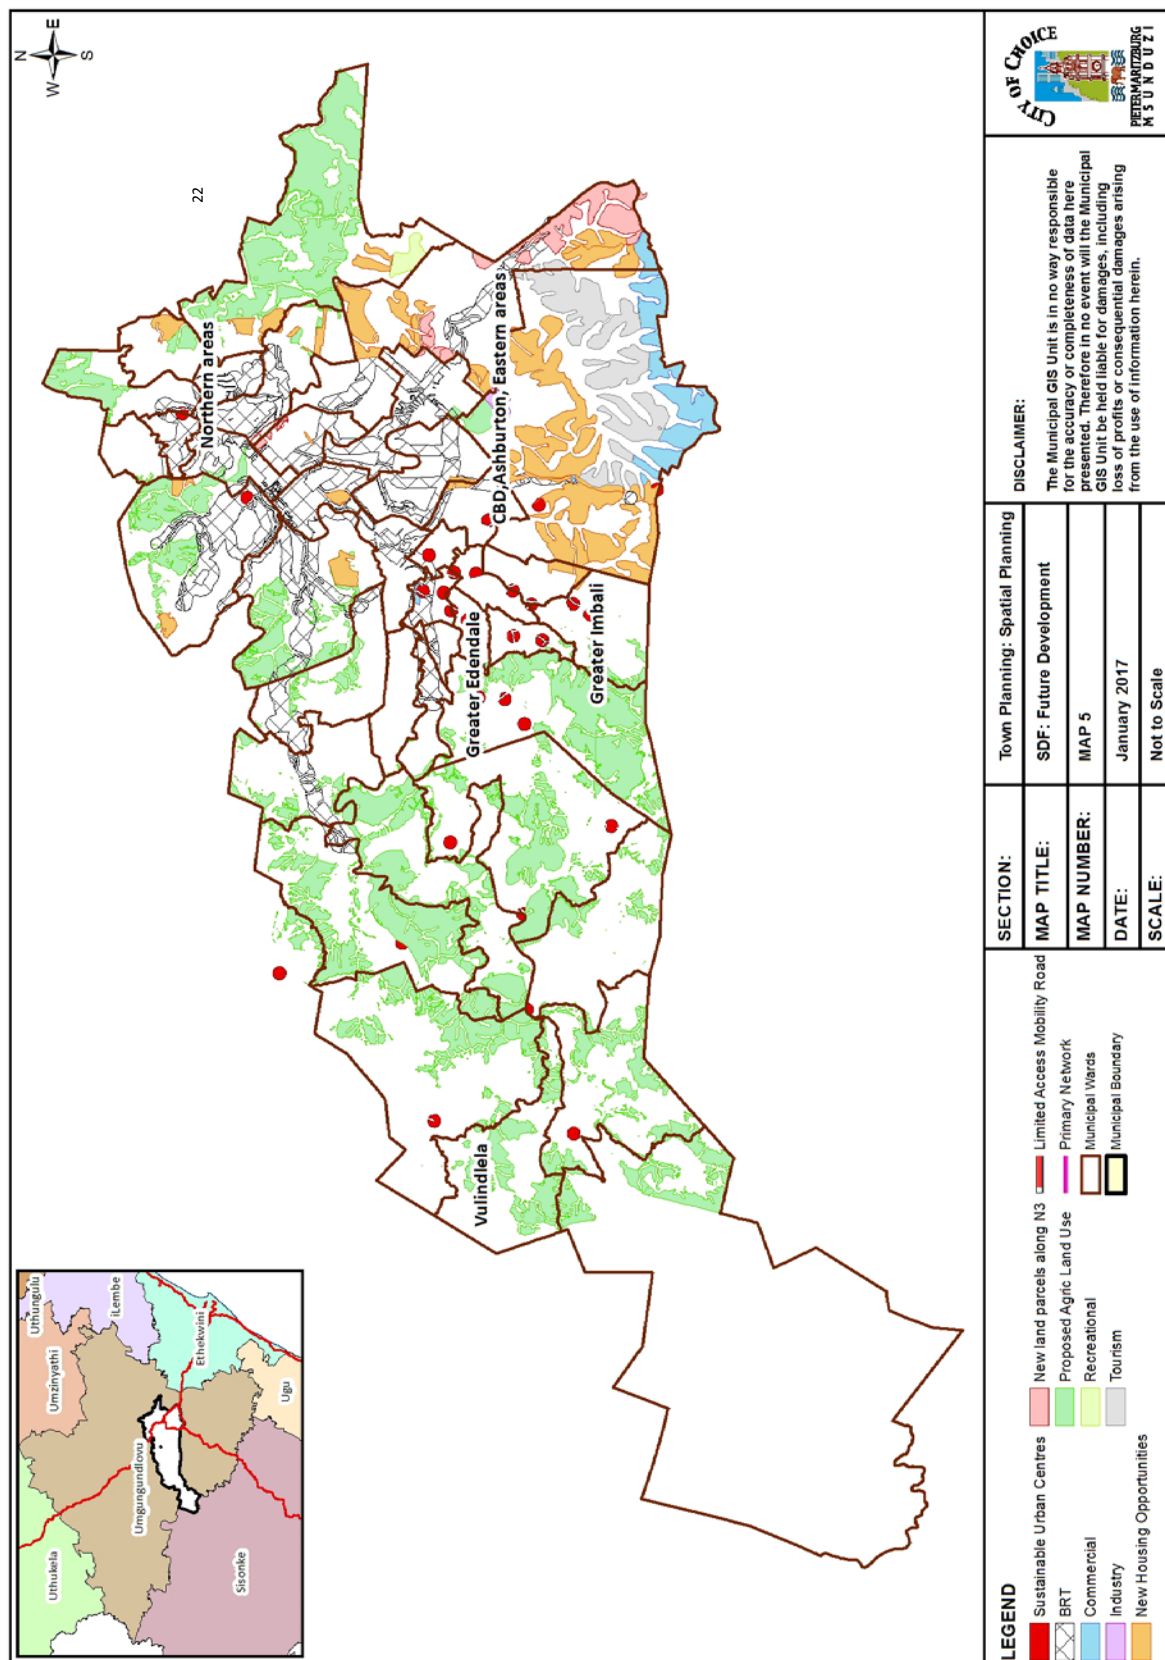 22
N
E
S
W
Northern areas
CBD,Ashburton, Eastern areas
Greater Edendale
Greater Imbali
Vulindlela
Uthungulu
Umzinyathi
iLembe
Uthukela
Umgungundlovu
Ethekwini
Ugu
Sisonke
LEGEND
Sustainable Urban Centres
BRT
Commercial
Industry
New Housing Opportunities
New land parcels along N3
Proposed Agric Land Use
Recreational
Tourism
Limited Access Mobility Road
Primary Network
Municipal Wards
Municipal Boundary
SECTION:
Town Planning: Spatial Planning
MAP TITLE:
SDF: Future Development
MAP NUMBER:
MAP 5
DATE:
January 2017
SCALE:
Not to Scale
DISCLAIMER:
The Municipal GIS Unit is in no way responsible
for the accuracy or completeness of data here
presented. Therefore in no event will the Municipal
GIS Unit be held liable for damages, including
loss of profits or consequential damages arising
from the use of information herein.
CITY OF CHOICE
PIETERMARITZBURG
MSUNDUZI